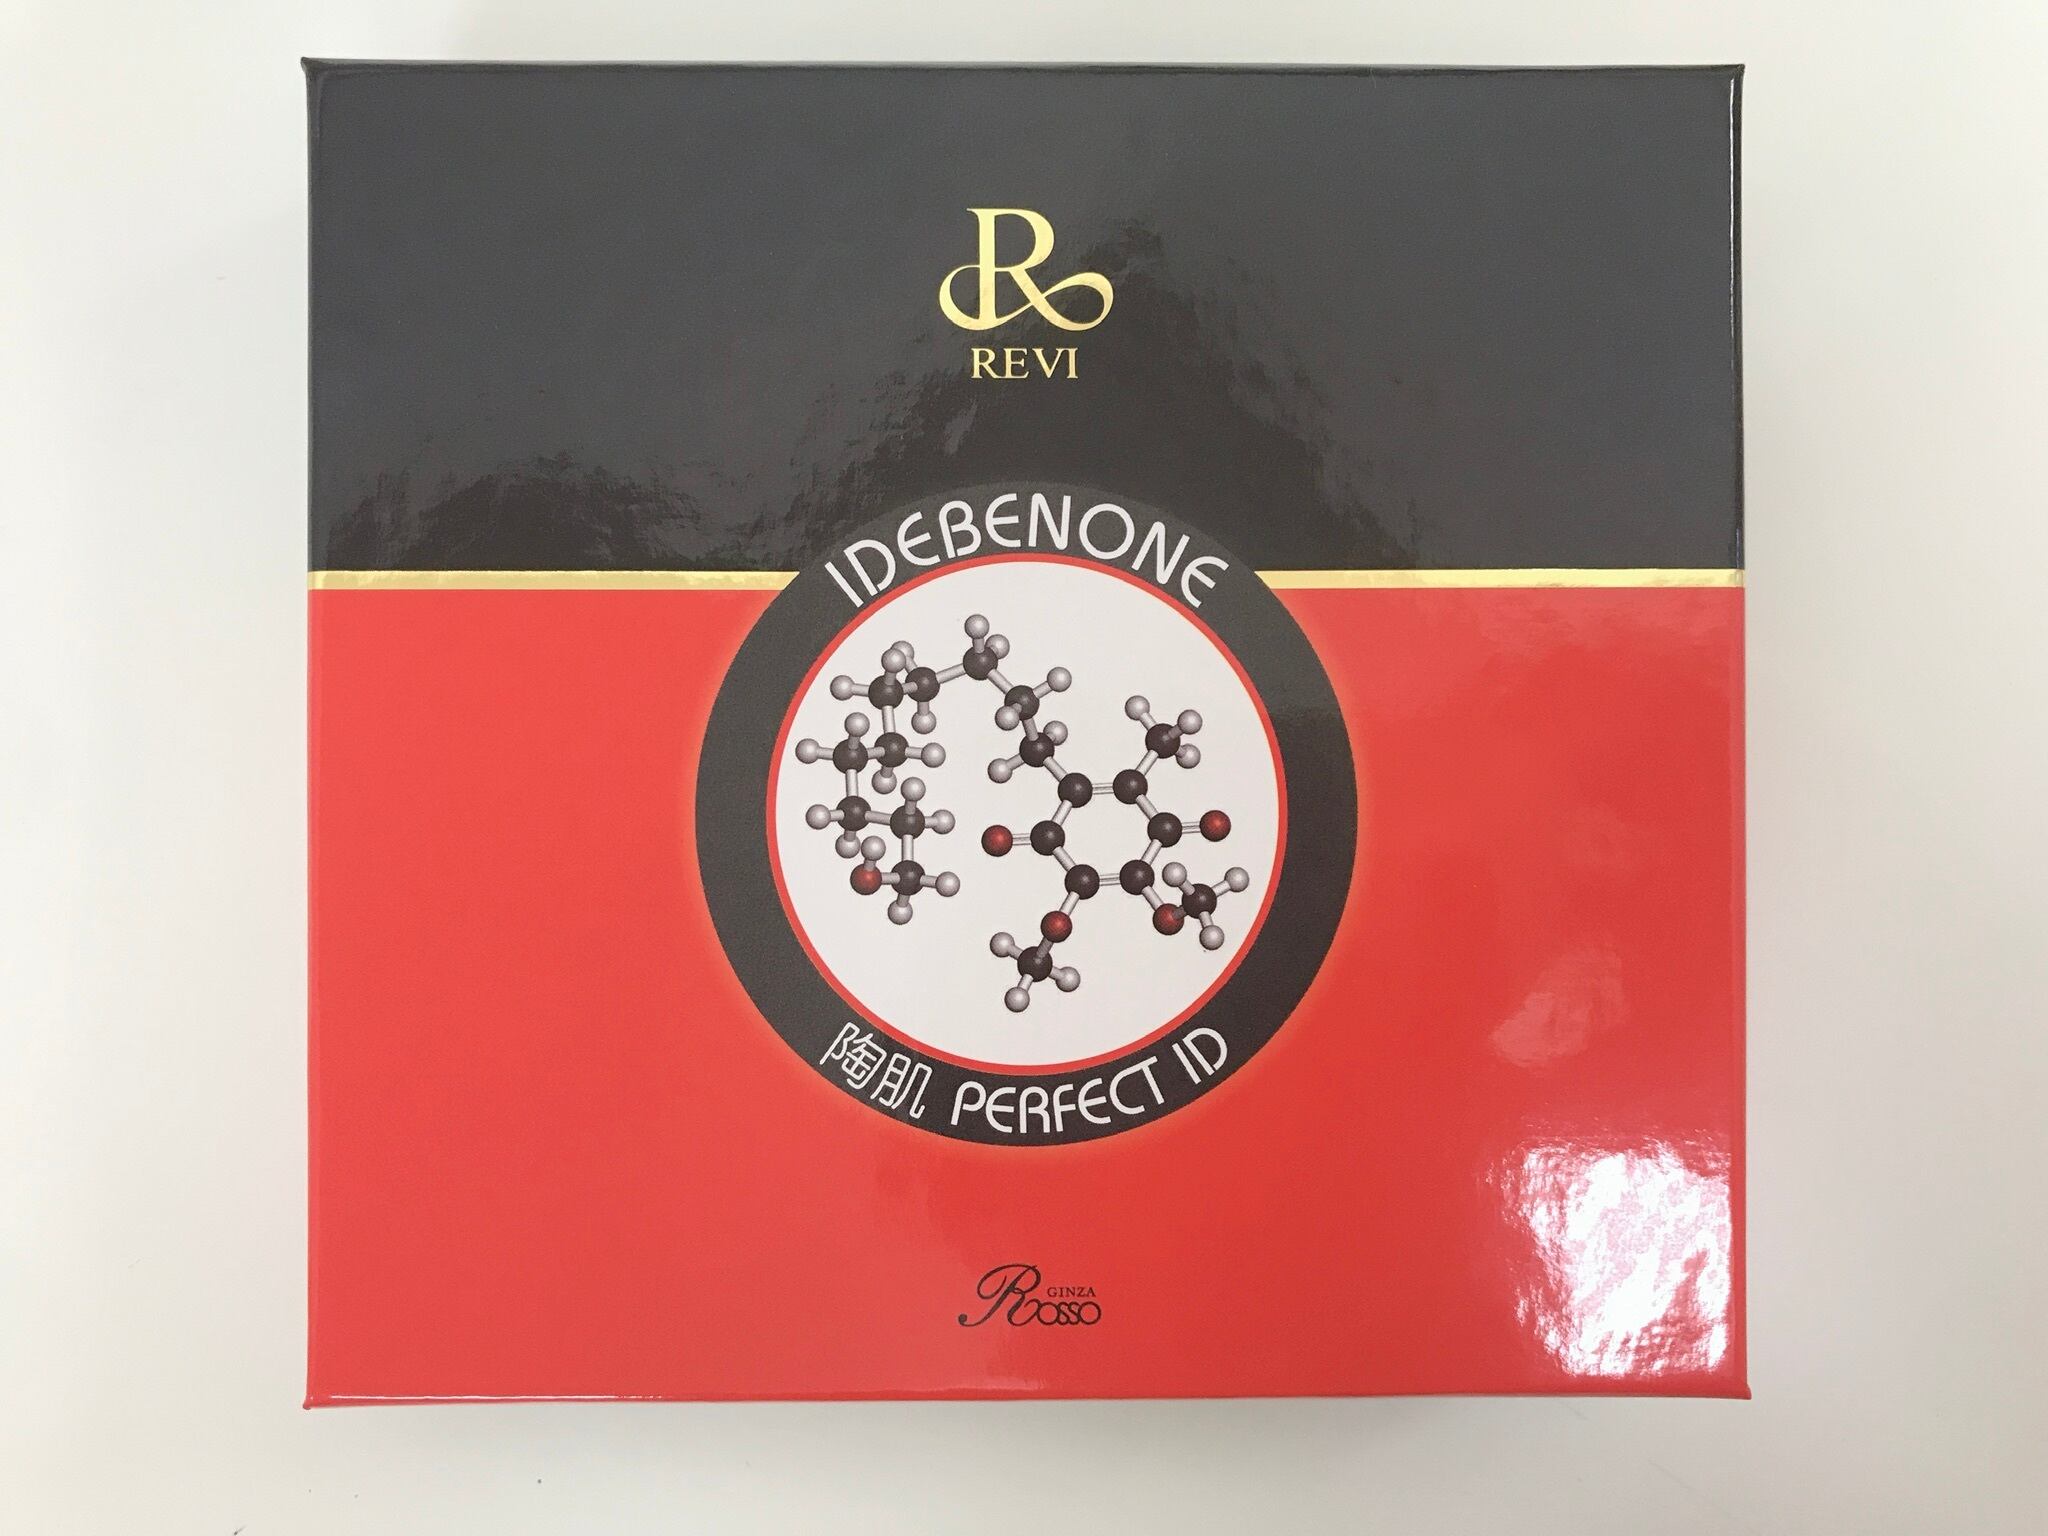 R
REVI
IDEBENONE
陶肌 PERFECT ID
GINZA
Rosso